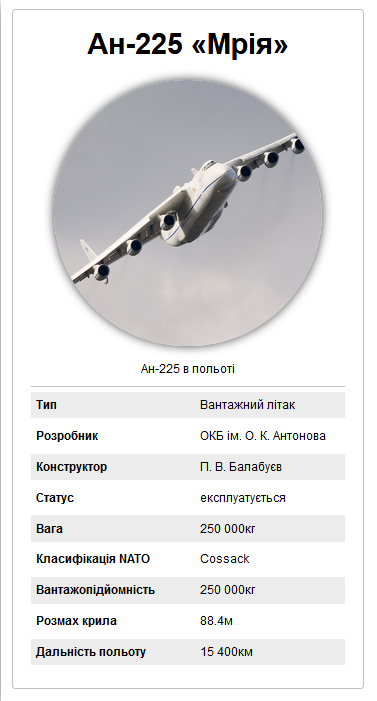 Ан-225 «Мрія»
Ан-225 в польоті
Тип Вантажний літак
Розробник ОКБ ім. О. К. Антонова
Конструктор П. В. Балабуєв
Статус експлуатується
Вага 250 000кг
Класифікація NATO Cossack
Вантажопідйомність 250 000кг
Розмах крила 88.4м
Дальність польоту 15 400км